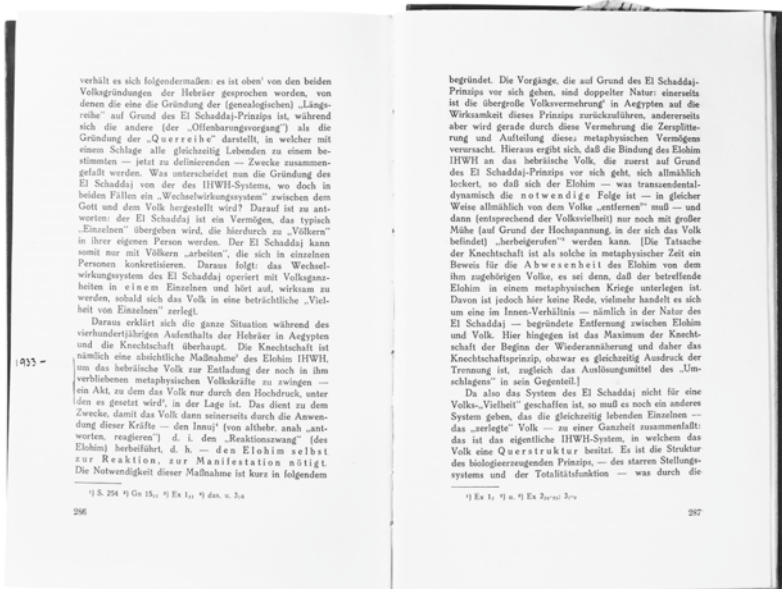 verhält es sich folgendermaßen: es ist oben¹ von den beiden
Volksgründungen der Hebräer gesprochen worden, von
denen die eine die Gründung der (genealogischen) „Längs-
reihe" auf Grund des El Schaddaj-Prinzips ist, während
sich die andere (der „Offenbarungsvorgang") als die
Gründung der „Querreihe" darstellt, in welcher mit
einem Schlage alle gleichzeitig Lebenden zu einem be-
stimmten — jetzt zu definierenden — Zwecke zusammen-
gefaßt werden. Was unterscheidet nun die Gründung des
El Schaddaj von der des IHWH-Systems, wo doch in
beiden Fällen ein „Wechselwirkungssystem" zwischen dem
Gott und dem Volk hergestellt wird? Darauf ist zu ant-
worten: der El Schaddaj ist ein Vermögen, das typisch
„Einzelnen" übergeben wird, die hierdurch zu „Völkern"
in ihrer eigenen Person werden. Der El Schaddaj kann
somit nur mit Völkern „arbeiten", die sich in einzelnen
Personen konkretisieren. Daraus folgt: das Wechsel-
wirkungssystem des El Schaddaj operiert mit Volksganz-
heiten in einem Einzelnen und hört auf, wirksam zu
werden, sobald sich das Volk in eine beträchtliche „Viel-
heit von Einzelnen" zerlegt.
Daraus erklärt sich die ganze Situation während des
vierhundertjährigen Aufenthalts der Hebräer in Aegypten
und die Knechtschaft überhaupt. Die Knechtschaft ist
nämlich eine absichtliche Maßnahme² des Elohim IHWH,
um das hebräische Volk zur Entladung der noch in ihm
verbliebenen metaphysischen Volkskräfte zu zwingen —
ein Akt, zu dem das Volk nur durch den Hochdruck, unter
den es gesetzt wird³, in der Lage ist. Das dient zu dem
Zwecke, damit das Volk dann seinerseits durch die Anwen-
dung dieser Kräfte — den Innuj⁴ (von althebr. anah „ant-
worten, reagieren") d. i. den „Reaktionszwang" (des
Elohim) herbeiführt, d. h. — den Elohim selbst
zur Reaktion, zur Manifestation nötigt.
Die Notwendigkeit dieser Maßnahme ist kurz in folgendem
¹) S. 254 ²) Gn 15₁₃ ³) Ex 1₁₁ ⁴) das. u.
286
1933 -
begründet. Die Vorgänge, die auf Grund des El Schaddaj-
Prinzips vor sich gehen, sind doppelter Natur: einerseits
ist die übergroße Volksvermehrung¹ in Aegypten auf die
Wirksamkeit dieses Prinzips zurückzuführen, andererseits
aber wird gerade durch diese Vermehrung die Zersplitte-
rung und Aufteilung dieses metaphysischen Vermögens
verursacht. Hieraus ergibt sich, daß die Bindung des Elohim
IHWH an das hebräische Volk, die zuerst auf Grund
des El Schaddaj-Prinzips vor sich geht, sich allmählich
lockert, so daß sich der Elohim — was transzendental-
dynamisch die notwendige Folge ist — in gleicher
Weise allmählich von dem Volke „entfernen"² muß — und
dann (entsprechend der Volksvielheit) nur noch mit großer
Mühe (auf Grund der Hochspannung, in der sich das Volk
befindet) „herbeigerufen"³ werden kann. [Die Tatsache
der Knechtschaft ist als solche in metaphysischer Zeit ein
Beweis für die Abwesenheit des Elohim von dem
ihm zugehörigen Volke, es sei denn, daß der betreffende
Elohim in einem metaphysischen Kriege unterlegen ist.
Davon ist jedoch hier keine Rede, vielmehr handelt es sich
um eine im Innen-Verhältnis — nämlich in der Natur des
El Schaddaj — begründete Entfernung zwischen Elohim
und Volk. Hier hingegen ist das Maximum der Knecht-
schaft der Beginn der Wiederannäherung und daher das
Knechtschaftsprinzip, obzwar es gleichzeitig Ausdruck der
Trennung ist, zugleich das Auslösungsmittel des „Um-
schlagens" in sein Gegenteil.]
Da also das System des El Schaddaj nicht für eine
Volks-„Vielheit" geschaffen ist, so muß es noch ein anderes
System geben, das die gleichzeitig lebenden Einzelnen —
das „zerlegte" Volk — zu einer Ganzheit zusammenfaßt:
das ist das eigentliche IHWH-System, in welchem das
Volk eine Querstruktur besitzt. Es ist die Struktur
des biologieerzeugenden Prinzips, — des starren Stellungs-
systems und der Totalitätsfunktion — was durch die
¹) Ex 1₇ ²) u. ³) Ex
287